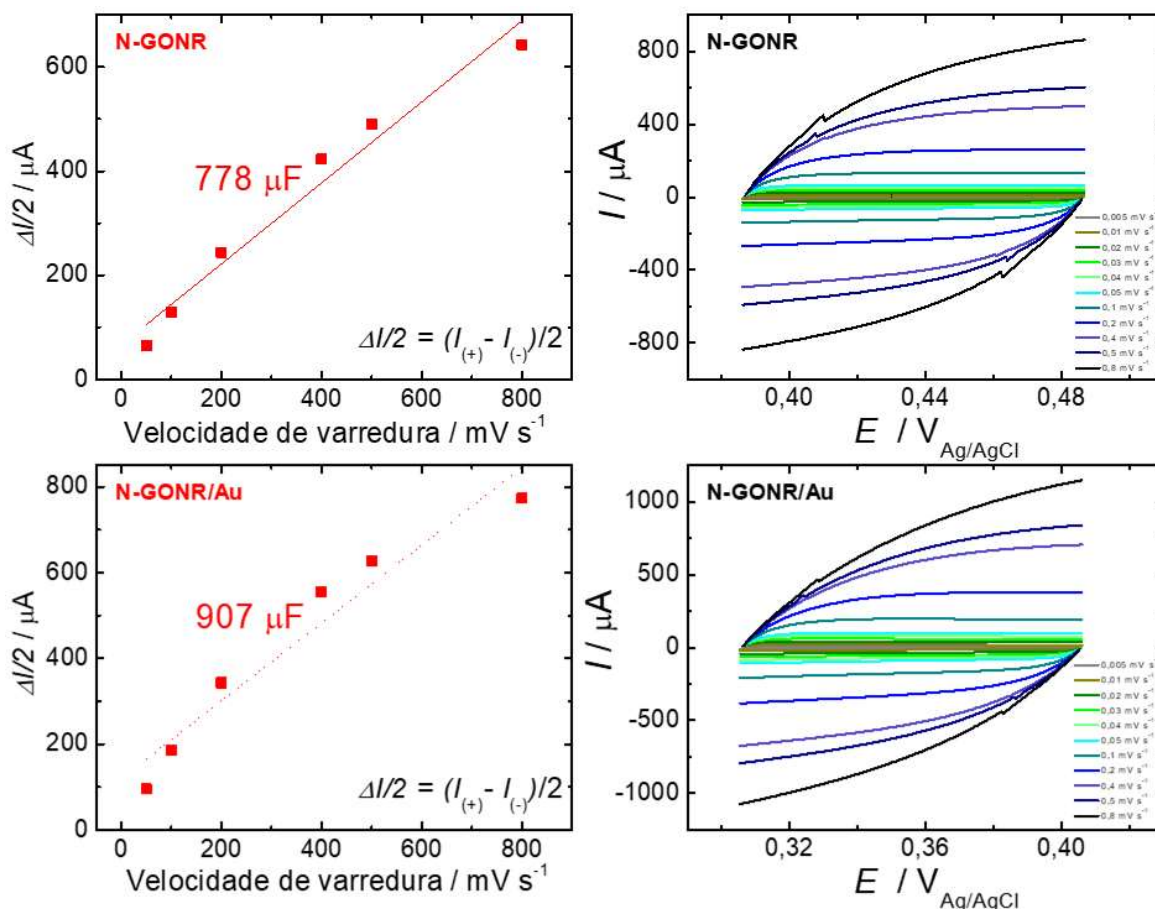 N-GONR
600
400
200
0
ΔI/2 / µA
778 µF
ΔI/2 = (I(+)- I(-))/2
0 200 400 600 800
Velocidade de varredura / mV s⁻¹
N-GONR
800
400
0
-400
-800
I / µA
0,005 mV s
0,01 mV s⁻¹
0,02 mV s⁻¹
0,03 mV s⁻¹
0,04 mV s⁻¹
0,05 mV s⁻¹
0,1 mV s⁻¹
0,2 mV s⁻¹
0,4 mV s⁻¹
0,5 mV s⁻¹
0,8 mV s⁻¹
0,40 0,44 0,48
E / V Ag/AgCl
N-GONR/Au
800
600
400
200
0
ΔI/2 / µA
907 µF
ΔI/2 = (I(+)- I(-))/2
0 200 400 600 800
Velocidade de varredura / mV s⁻¹
N-GONR/Au
1000
500
0
-500
-1000
I / µA
0,005 mV s
0,01 mV s⁻¹
0,02 mV s⁻¹
0,03 mV s⁻¹
0,04 mV s⁻¹
0,05 mV s⁻¹
0,1 mV s⁻¹
0,2 mV s⁻¹
0,4 mV s⁻¹
0,5 mV s⁻¹
0,8 mV s⁻¹
0,32 0,36 0,40
E / V Ag/AgCl